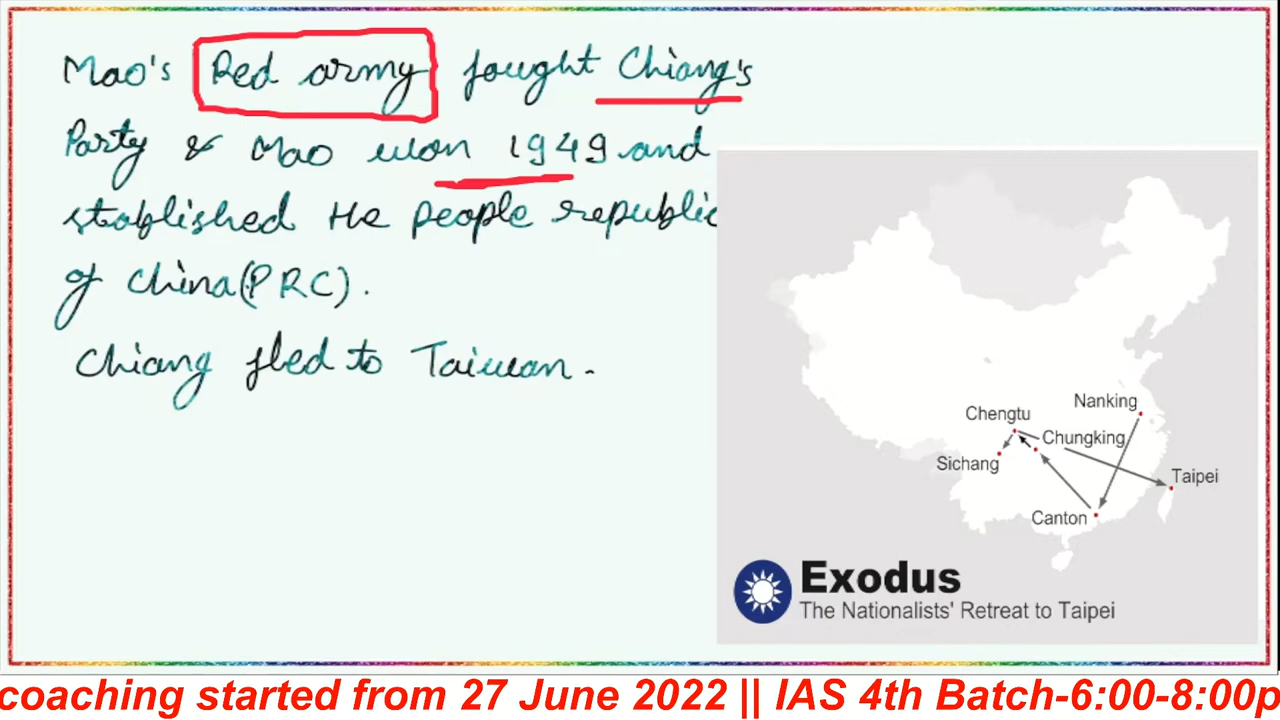 Mao's Red army fought Chiang's
Party & Mao won 1949 and
stablished the people republic
of China (PRC).
Chiang fled to Taiwan.
Nanking
Chengtu
Chungking
Sichang
Taipei
Canton
Exodus
The Nationalists' Retreat to Taipei
coaching started from 27 June 2022 || IAS 4th Batch-6:00-8:00p